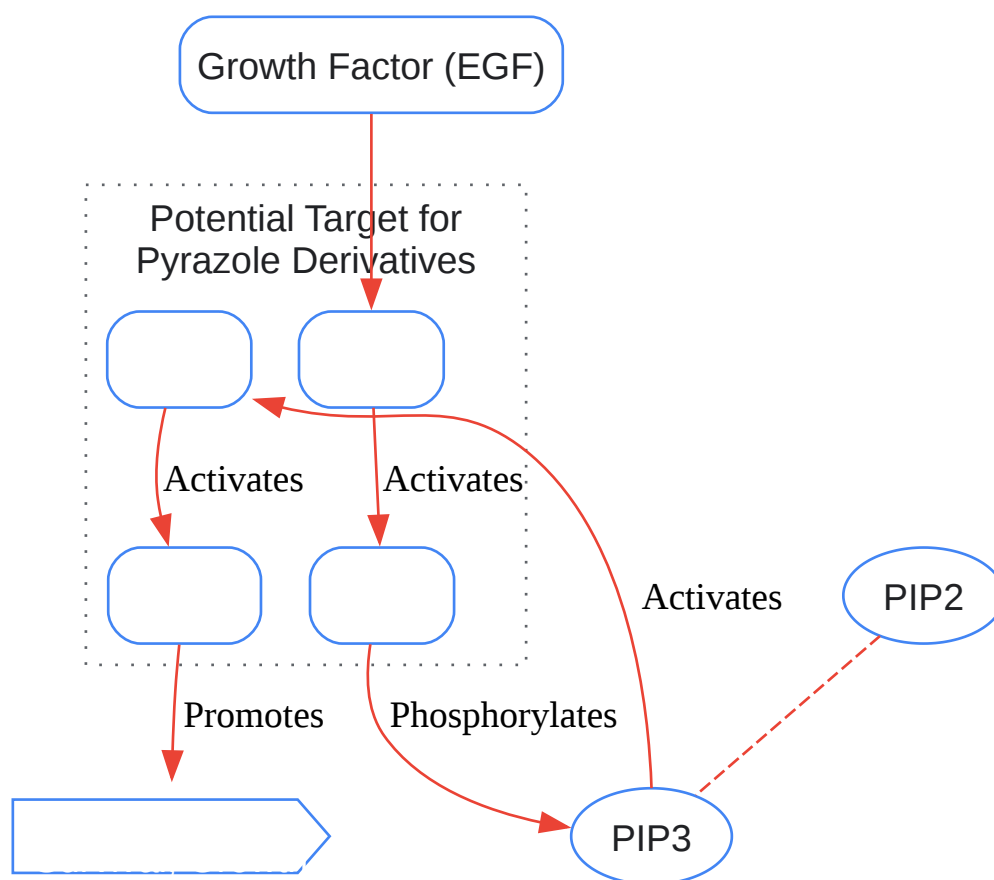 Growth Factor (EGF)
Potential Target for
Pyrazole Derivatives
Activates
Activates
Activates
PIP2
Promotes
Phosphorylates
PIP3